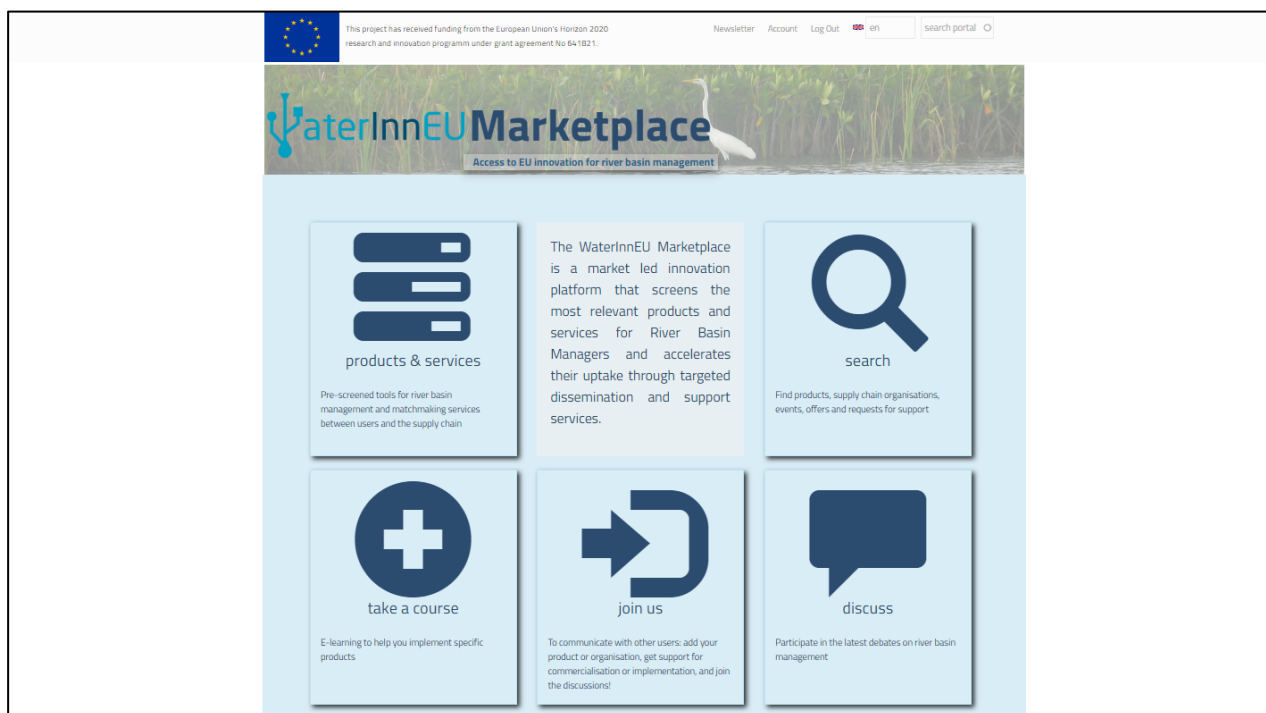 This project has received funding from the European Union's Horizon 2020
research and innovation programm under grant agreement No 641821.
Newsletter Account Log Out en search portal
WaterInnEUMarketplace
Access to EU innovation for river basin management
products & services
Pre-screened tools for river basin
management and matchmaking services
between users and the supply chain
The WaterInnEU Marketplace
is a market led innovation
platform that screens the
most relevant products and
services for River Basin
Managers and accelerates
their uptake through targeted
dissemination and support
services.
search
Find products, supply chain organisations,
events, offers and requests for support
take a course
E-learning to help you implement specific
products
join us
To communicate with other users: add your
product or organisation, get support for
commercialisation or implementation, and join
the discussions!
discuss
Participate in the latest debates on river basin
management